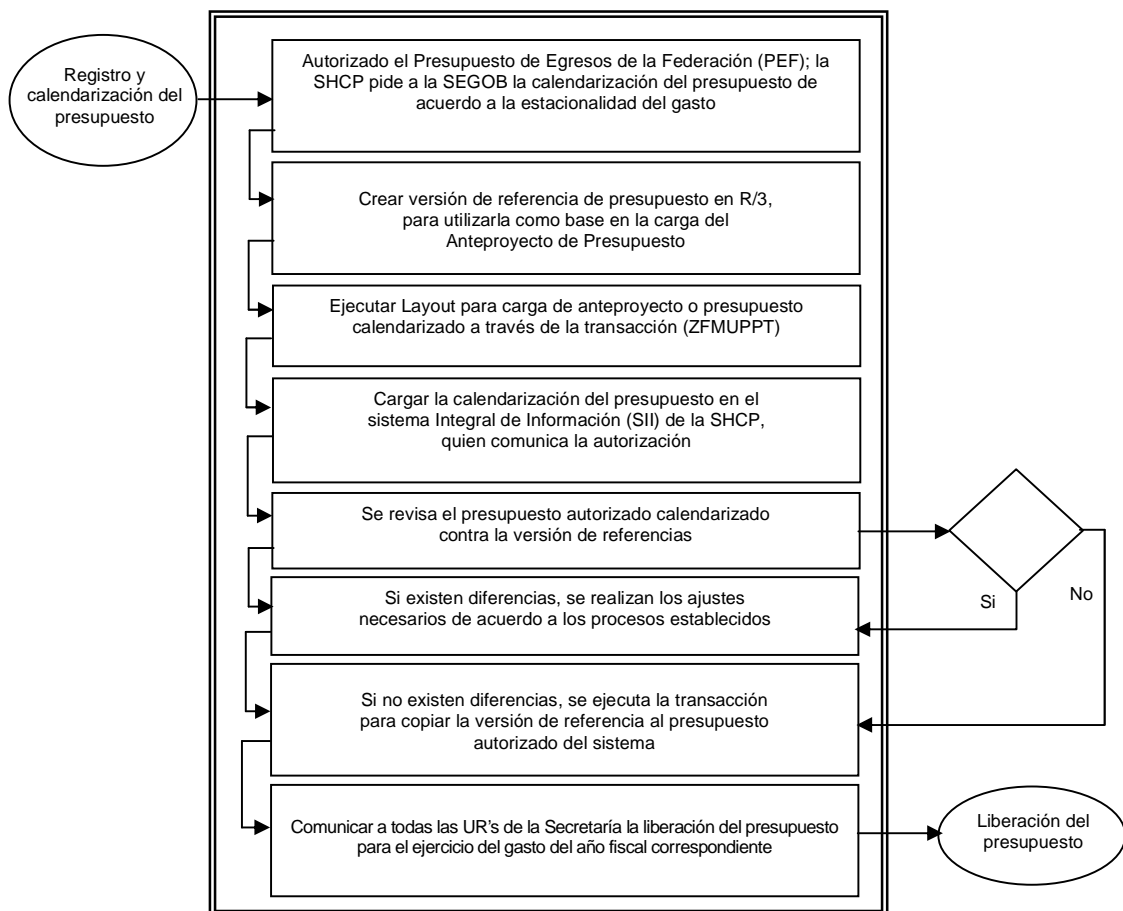 Registro y
calendarización del
presupuesto
Autorizado el Presupuesto de Egresos de la Federación (PEF); la
SHCP pide a la SEGOB la calendarización del presupuesto de
acuerdo a la estacionalidad del gasto
Crear versión de referencia de presupuesto en R/3,
para utilizarla como base en la carga del
Anteproyecto de Presupuesto
Ejecutar Layout para carga de anteproyecto o presupuesto
calendarizado a través de la transacción (ZFMUPPT)
Cargar la calendarización del presupuesto en el
sistema Integral de Información (SII) de la SHCP,
quien comunica la autorización
Se revisa el presupuesto autorizado calendarizado
contra la versión de referencias
Si existen diferencias, se realizan los ajustes
necesarios de acuerdo a los procesos establecidos
Si
No
Si no existen diferencias, se ejecuta la transacción
para copiar la versión de referencia al presupuesto
autorizado del sistema
Comunicar a todas las UR's de la Secretaría la liberación del presupuesto
para el ejercicio del gasto del año fiscal correspondiente
Liberación del
presupuesto